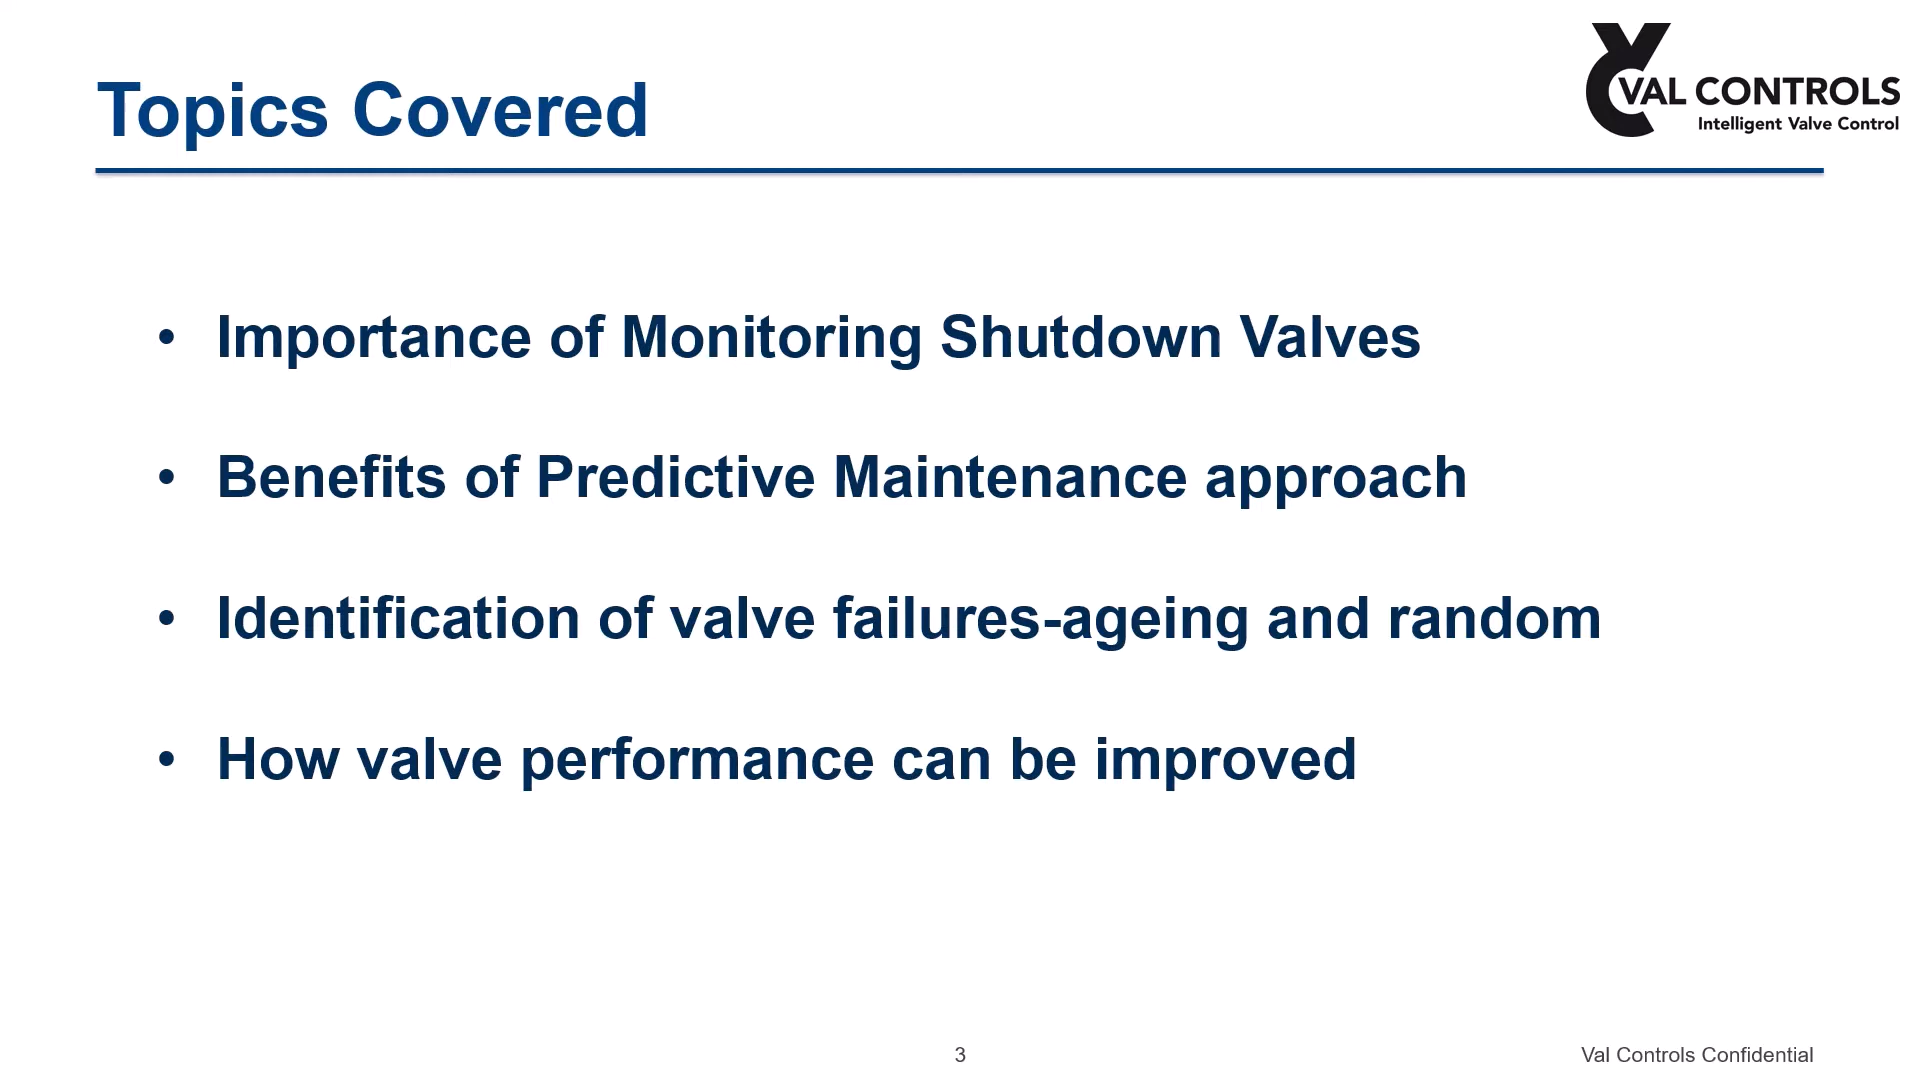 Topics Covered
VAL CONTROLS
Intelligent Valve Control
• Importance of Monitoring Shutdown Valves
• Benefits of Predictive Maintenance approach
• Identification of valve failures-ageing and random
• How valve performance can be improved
3
Val Controls Confidential